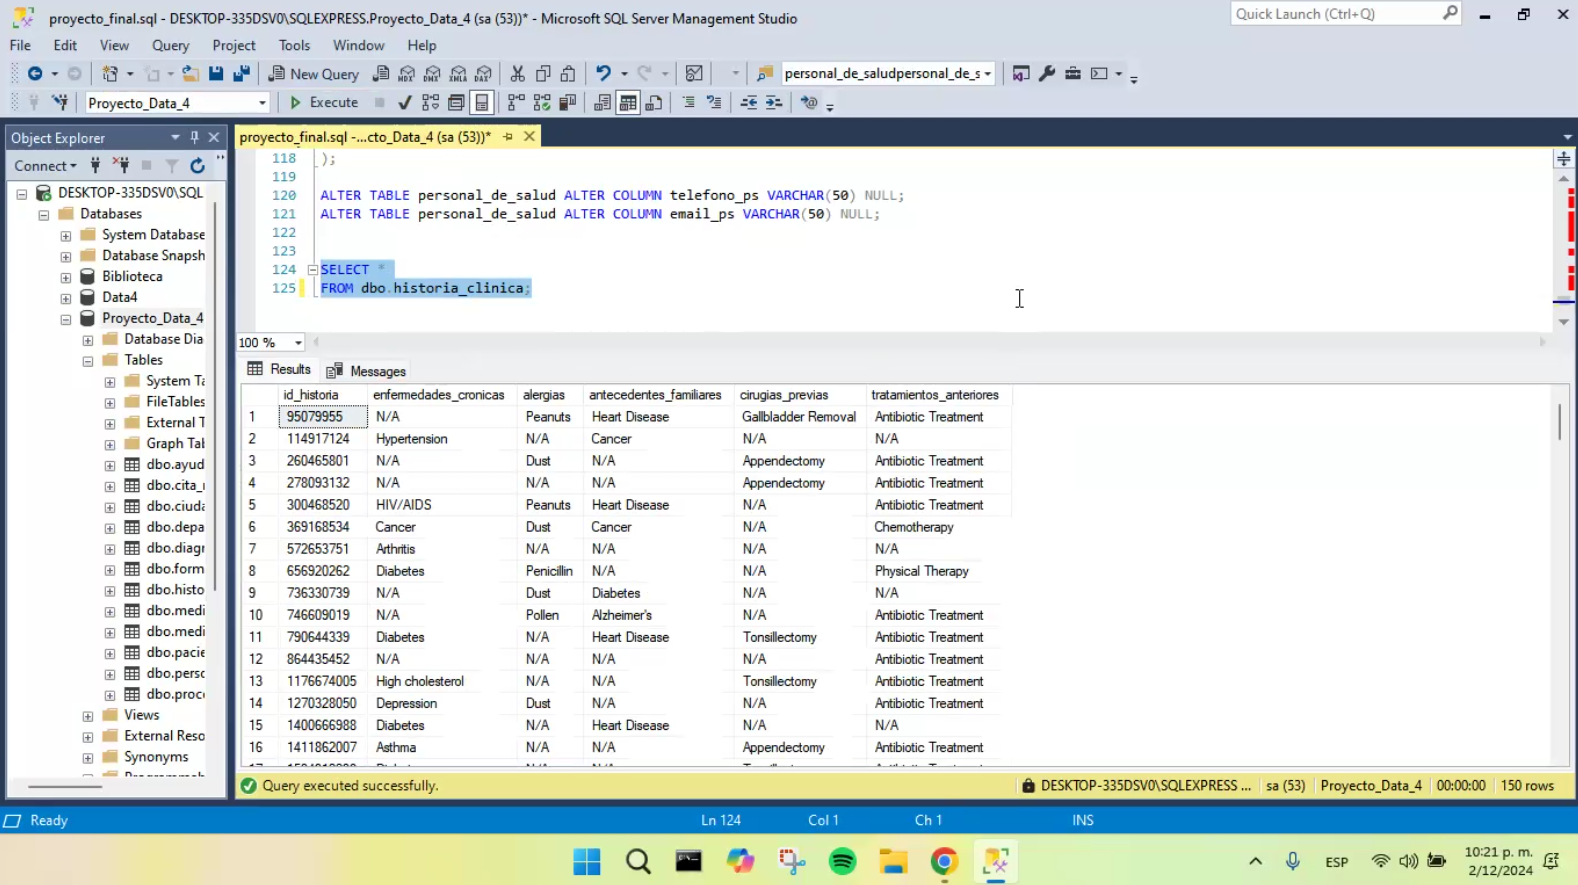 proyecto_final.sql - DESKTOP-335DSV0\SQLEXPRESS.Proyecto_Data_4 (sa (53))* - Microsoft SQL Server Management Studio
Quick Launch (Ctrl+Q)
File Edit View Query Project Tools Window Help
New Query
MDX DMX XMLA DAX
personal_de_saludpersonal_de_s
Proyecto_Data_4
Execute
Object Explorer
proyecto_final.sql -...cto_Data_4 (sa (53))*
Connect
DESKTOP-335DSV0\SQL
Databases
System Database
Database Snapsh
Biblioteca
Data4
Proyecto_Data_4
Database Dia
Tables
System Ta
FileTables
External T
Graph Tab
dbo.ayud
dbo.cita_
dbo.ciuda
dbo.depa
dbo.diagr
dbo.form
dbo.histo
dbo.medi
dbo.medi
dbo.pacie
dbo.perso
dbo.proce
Views
External Reso
Synonyms
118 );
119
120 ALTER TABLE personal_de_salud ALTER COLUMN telefono_ps VARCHAR(50) NULL;
121 ALTER TABLE personal_de_salud ALTER COLUMN email_ps VARCHAR(50) NULL;
122
123
124 SELECT *
125 FROM dbo.historia_clinica;
100 %
Results Messages
id_historia enfermedades_cronicas alergias antecedentes_familiares cirugias_previas tratamientos_anteriores
1 95079955 N/A Peanuts Heart Disease Gallbladder Removal Antibiotic Treatment
2 114917124 Hypertension N/A Cancer N/A N/A
3 260465801 N/A Dust N/A Appendectomy Antibiotic Treatment
4 278093132 N/A N/A N/A Appendectomy Antibiotic Treatment
5 300468520 HIV/AIDS Peanuts Heart Disease N/A Antibiotic Treatment
6 369168534 Cancer Dust Cancer N/A Chemotherapy
7 572653751 Arthritis N/A N/A N/A N/A
8 656920262 Diabetes Penicillin N/A N/A Physical Therapy
9 736330739 N/A Dust Diabetes N/A N/A
10 746609019 N/A Pollen Alzheimer's N/A Antibiotic Treatment
11 790644339 Diabetes N/A Heart Disease Tonsillectomy Antibiotic Treatment
12 864435452 N/A N/A N/A N/A Antibiotic Treatment
13 1176674005 High cholesterol N/A N/A Tonsillectomy Antibiotic Treatment
14 1270328050 Depression Dust N/A N/A Antibiotic Treatment
15 1400666988 Diabetes N/A Heart Disease N/A N/A
16 1411862007 Asthma N/A N/A Appendectomy Antibiotic Treatment
Query executed successfully.
DESKTOP-335DSV0\SQLEXPRESS ... sa (53) Proyecto_Data_4 00:00:00 150 rows
Ready Ln 124 Col 1 Ch 1 INS
ESP
10:21 p. m.
2/12/2024